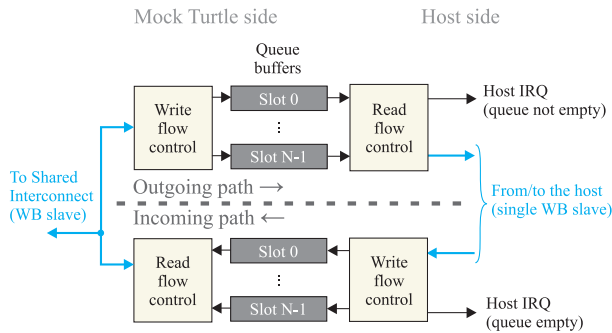 Mock Turtle side
Host side
Queue
buffers
Write
flow
control
Slot 0
⋮
Slot N-1
Read
flow
control
Host IRQ
(queue not empty)
To Shared
Interconnect
(WB slave)
Outgoing path →
Incoming path ←
From/to the host
(single WB slave)
Read
flow
control
Slot 0
⋮
Slot N-1
Write
flow
control
Host IRQ
(queue empty)